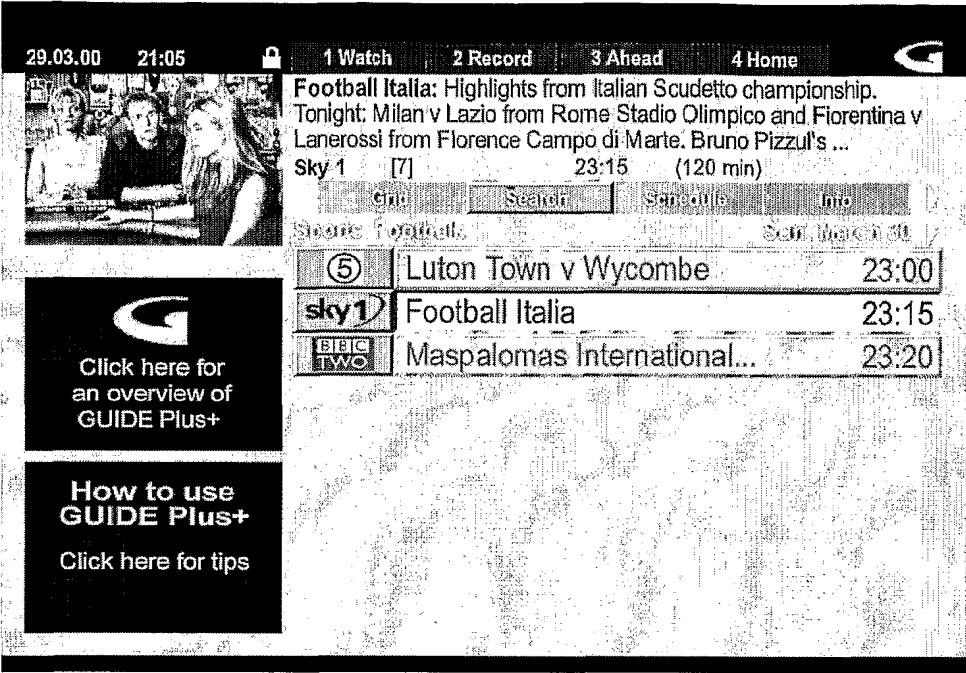 29.03.00 21:05 1 Watch 2 Record 3 Ahead 4 Home
Football Italia: Highlights from Italian Scudetto championship.
Tonight: Milan v Lazio from Rome Stadio Olimpico and Fiorentina v
Lanerossi from Florence Campo di Marte. Bruno Pizzul's ...
Sky 1 [7] 23:15 (120 min)
Grid Search Schedule Info
Sports Football
5 Luton Town v Wycombe 23:00
sky 1 Football Italia 23:15
BBC TWO Maspalomas International... 23:20
Click here for
an overview of
GUIDE Plus+
How to use
GUIDE Plus+
Click here for tips